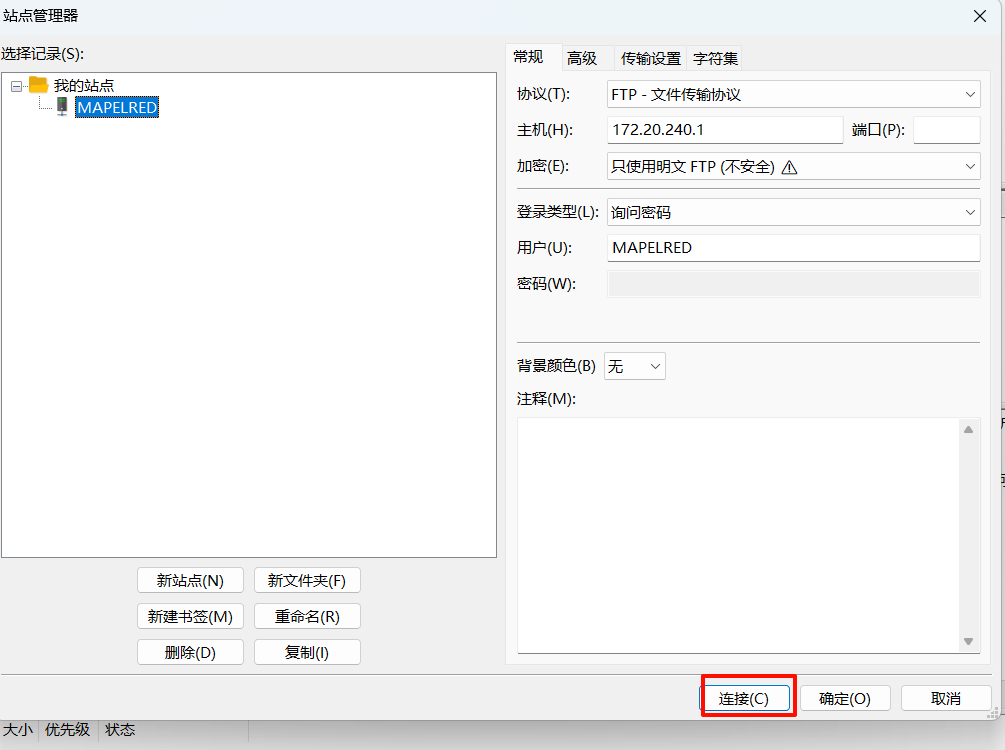 站点管理器
选择记录(S):
我的站点
MAPELRED
新站点(N) 新文件夹(F)
新建书签(M) 重命名(R)
删除(D) 复制(I)
常规 高级 传输设置 字符集
协议(T): FTP - 文件传输协议
主机(H): 172.20.240.1 端口(P):
加密(E): 只使用明文 FTP (不安全)
登录类型(L): 询问密码
用户(U): MAPELRED
密码(W):
背景颜色(B) 无
注释(M):
连接(C) 确定(O) 取消
大小 优先级 状态